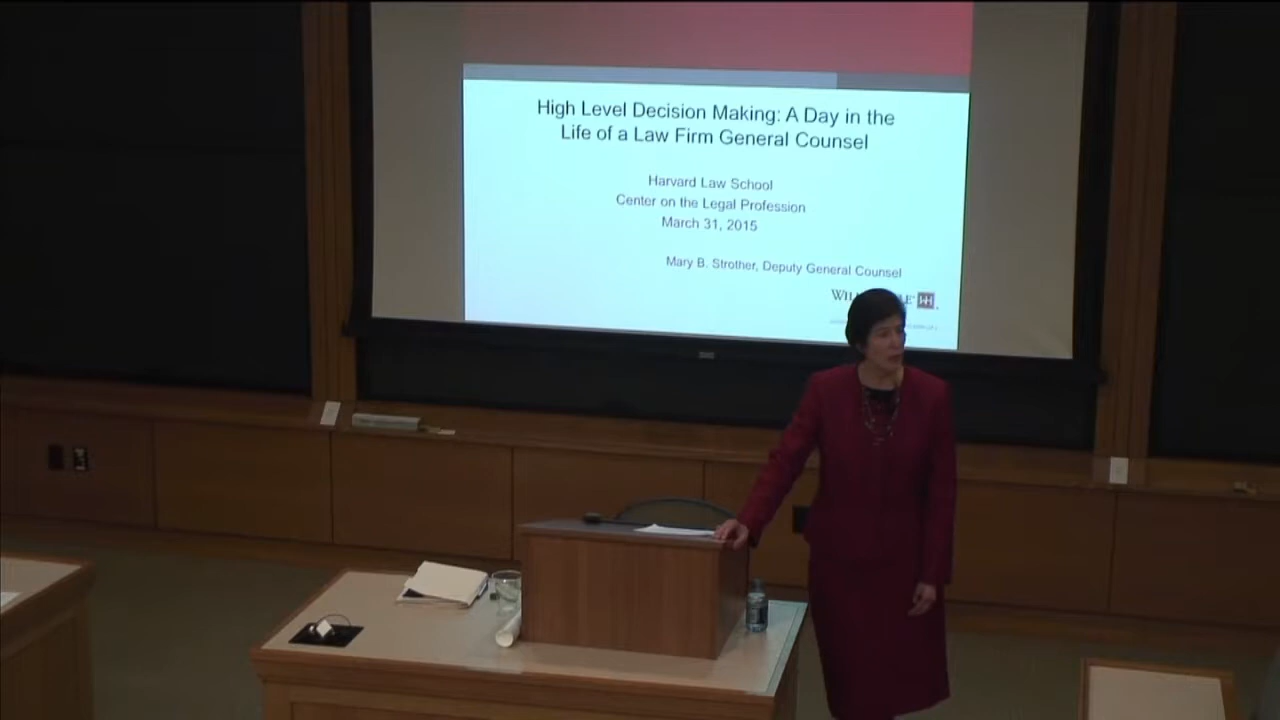 High Level Decision Making: A Day in the
Life of a Law Firm General Counsel
Harvard Law School
Center on the Legal Profession
March 31, 2015
Mary B. Strother, Deputy General Counsel